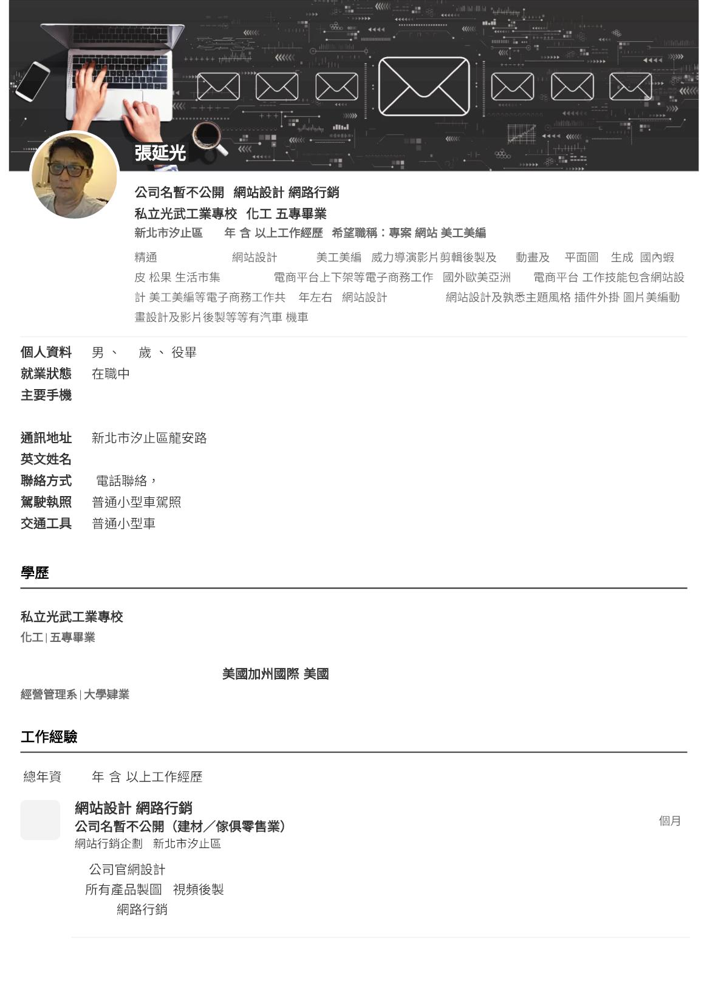 張延光
公司名暫不公開 網站設計 網路行銷
私立光武工業專校 化工 五專畢業
新北市汐止區 年 含 以上工作經歷 希望職稱：專案 網站 美工美編
精通 網站設計 美工美編 威力導演影片剪輯後製及 動畫及 平面圖 生成 國內蝦
皮 松果 生活市集 電商平台上下架等電子商務工作 國外歐美亞洲 電商平台 工作技能包含網站設
計 美工美編等電子商務工作共 年左右 網站設計 網站設計及孰悉主題風格 插件外掛 圖片美編動
畫設計及影片後製等等有汽車 機車
個人資料 男 、 歲 、 役畢
就業狀態 在職中
主要手機
通訊地址 新北市汐止區龍安路
英文姓名
聯絡方式 電話聯絡，
駕駛執照 普通小型車駕照
交通工具 普通小型車
學歷
私立光武工業專校
化工|五專畢業
美國加州國際 美國
經營管理系|大學肄業
工作經驗
總年資 年 含 以上工作經歷
網站設計 網路行銷
公司名暫不公開（建材／傢俱零售業）
個月
網站行銷企劃 新北市汐止區
公司官網設計
所有產品製圖 視頻後製
網路行銷